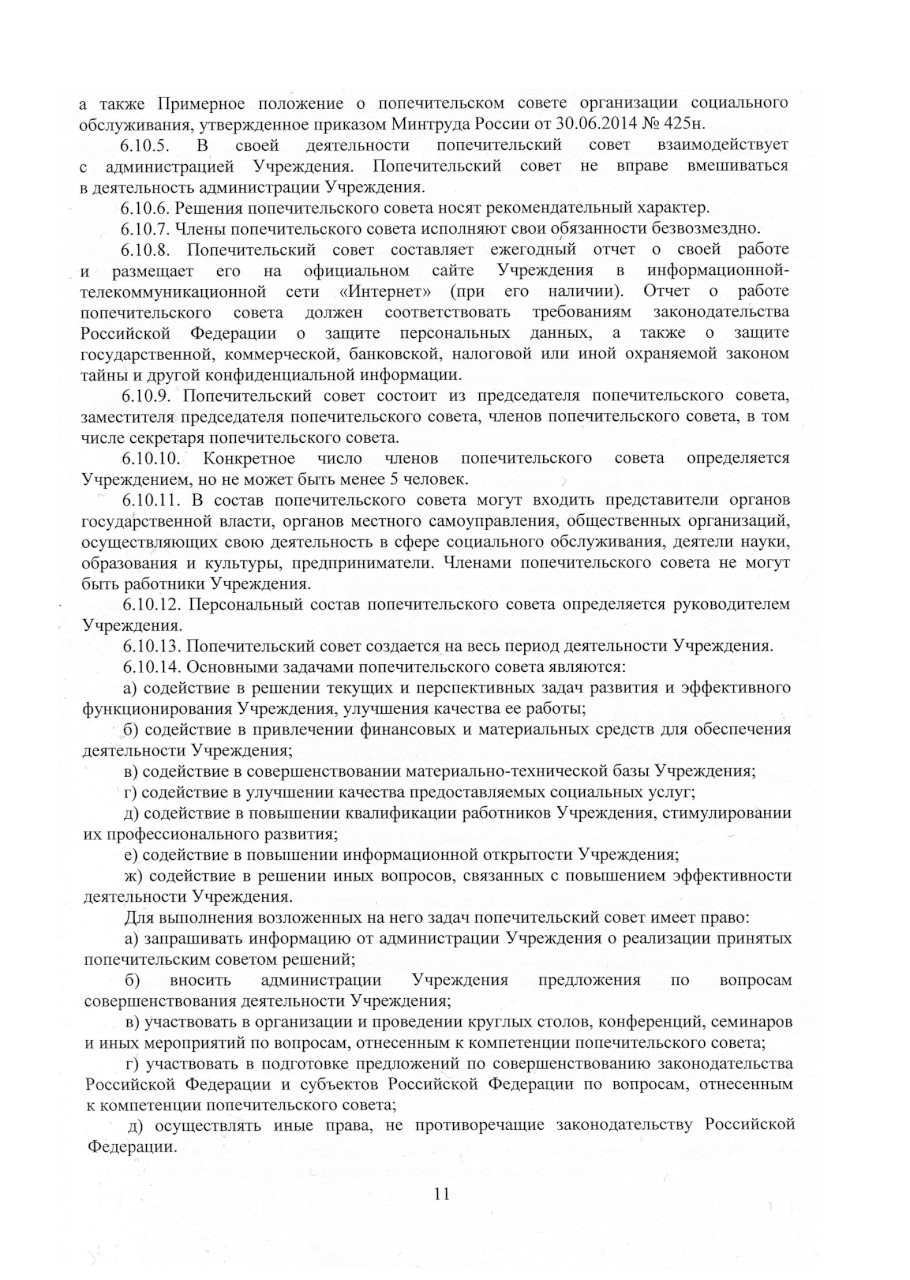 а также Примерное положение о попечительском совете организации социального
обслуживания, утвержденное приказом Минтруда России от 30.06.2014 № 425н.
6.10.5. В своей деятельности попечительский совет взаимодействует
с администрацией Учреждения. Попечительский совет не вправе вмешиваться
в деятельность администрации Учреждения.
6.10.6. Решения попечительского совета носят рекомендательный характер.
6.10.7. Члены попечительского совета исполняют свои обязанности безвозмездно.
6.10.8. Попечительский совет составляет ежегодный отчет о своей работе
и размещает его на официальном сайте Учреждения в информационной-
телекоммуникационной сети «Интернет» (при его наличии). Отчет о работе
попечительского совета должен соответствовать требованиям законодательства
Российской Федерации о защите персональных данных, а также о защите
государственной, коммерческой, банковской, налоговой или иной охраняемой законом
тайны и другой конфиденциальной информации.
6.10.9. Попечительский совет состоит из председателя попечительского совета,
заместителя председателя попечительского совета, членов попечительского совета, в том
числе секретаря попечительского совета.
6.10.10. Конкретное число членов попечительского совета определяется
Учреждением, но не может быть менее 5 человек.
6.10.11. В состав попечительского совета могут входить представители органов
государственной власти, органов местного самоуправления, общественных организаций,
осуществляющих свою деятельность в сфере социального обслуживания, деятели науки,
образования и культуры, предприниматели. Членами попечительского совета не могут
быть работники Учреждения.
6.10.12. Персональный состав попечительского совета определяется руководителем
Учреждения.
6.10.13. Попечительский совет создается на весь период деятельности Учреждения.
6.10.14. Основными задачами попечительского совета являются:
а) содействие в решении текущих и перспективных задач развития и эффективного
функционирования Учреждения, улучшения качества ее работы;
б) содействие в привлечении финансовых и материальных средств для обеспечения
деятельности Учреждения;
в) содействие в совершенствовании материально-технической базы Учреждения;
г) содействие в улучшении качества предоставляемых социальных услуг;
д) содействие в повышении квалификации работников Учреждения, стимулировании
их профессионального развития;
е) содействие в повышении информационной открытости Учреждения;
ж) содействие в решении иных вопросов, связанных с повышением эффективности
деятельности Учреждения.
Для выполнения возложенных на него задач попечительский совет имеет право:
а) запрашивать информацию от администрации Учреждения о реализации принятых
попечительским советом решений;
б) вносить администрации Учреждения предложения по вопросам
совершенствования деятельности Учреждения;
в) участвовать в организации и проведении круглых столов, конференций, семинаров
и иных мероприятий по вопросам, отнесенным к компетенции попечительского совета;
г) участвовать в подготовке предложений по совершенствованию законодательства
Российской Федерации и субъектов Российской Федерации по вопросам, отнесенным
к компетенции попечительского совета;
д) осуществлять иные права, не противоречащие законодательству Российской
Федерации.
11